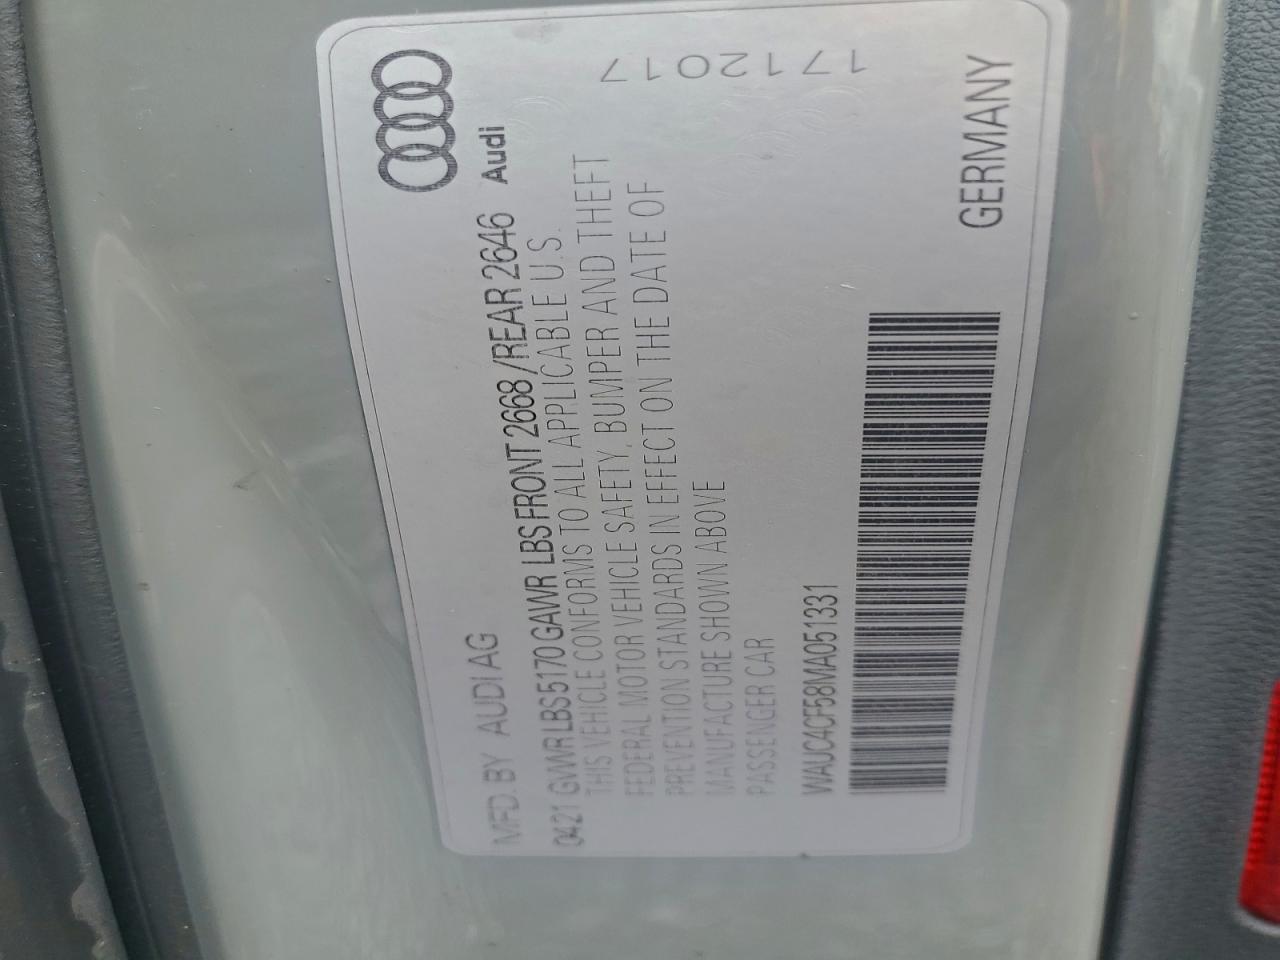 MFD. BY AUDI AG
Audi
0421 GVWR LBS 5170 GAWR LBS FRONT 2668 /REAR 2646
THIS VEHICLE CONFORMS TO ALL APPLICABLE U.S.
FEDERAL MOTOR VEHICLE SAFETY, BUMPER AND THEFT
PREVENTION STANDARDS IN EFFECT ON THE DATE OF
MANUFACTURE SHOWN ABOVE
PASSENGER CAR
WAUC4CF58MA051331
1712017
GERMANY